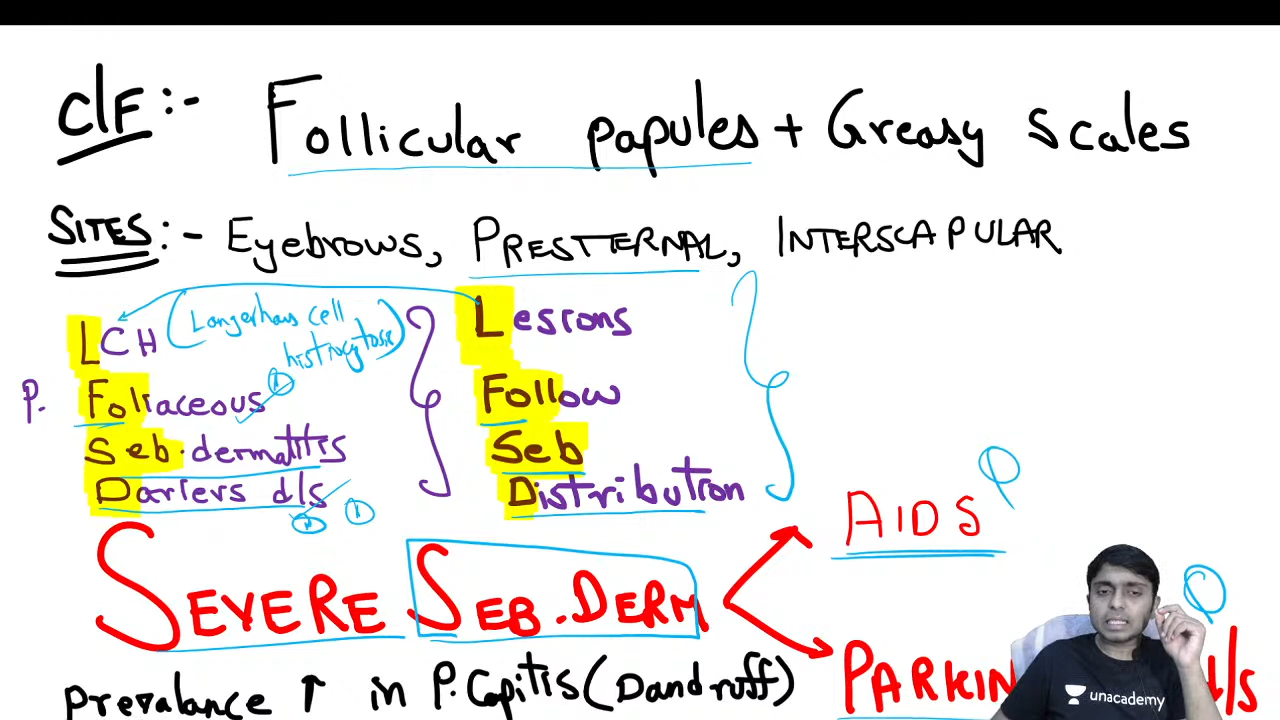 C/F:- Follicular papules + Greasy scales
SITES:- Eyebrows, PRESTERNAL, INTERSCAPULAR
LCH (Langerhans cell histiocytosis)
P. Foliaceous
Seb. dermatitis
Dariers d/s
Lesions
Follow
Seb
Distribution
SEVERE SEB. DERM
AIDS
PARKIN
d/s
Prevalance ↑ in P. Capitis (Dandruff)
unacademy